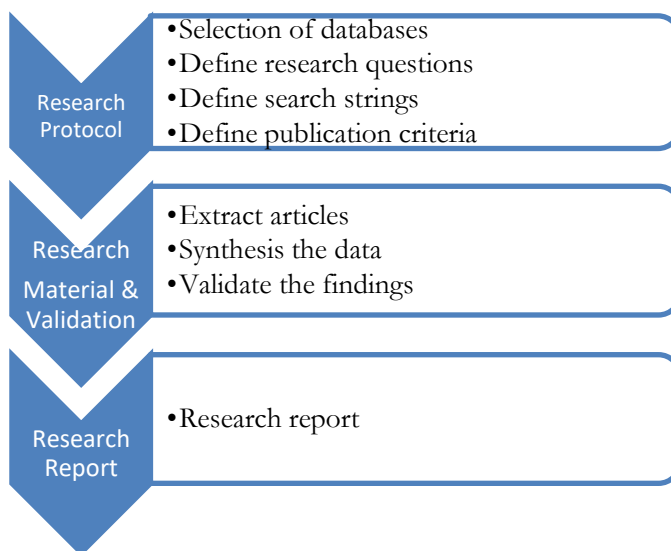 Research
Protocol
•Selection of databases
•Define research questions
•Define search strings
•Define publication criteria
Research
Material &
Validation
•Extract articles
•Synthesis the data
•Validate the findings
Research
Report
•Research report